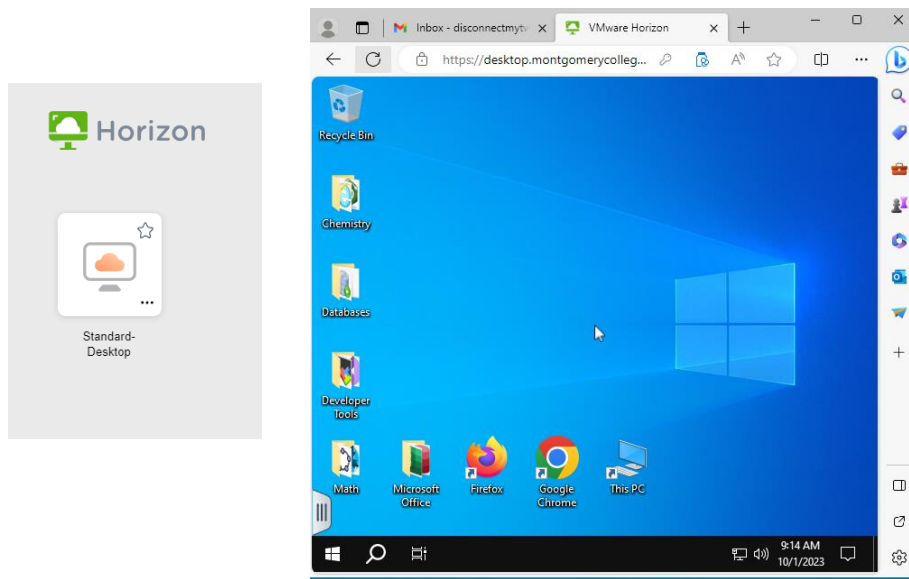 Horizon
Standard-
Desktop
Inbox - disconnectmytv
VMware Horizon
https://desktop.montgomerycolleg...
Recycle Bin
Chemistry
Databases
Developer
Tools
Math
Microsoft
Office
Firefox
Google
Chrome
This PC
9:14 AM
10/1/2023